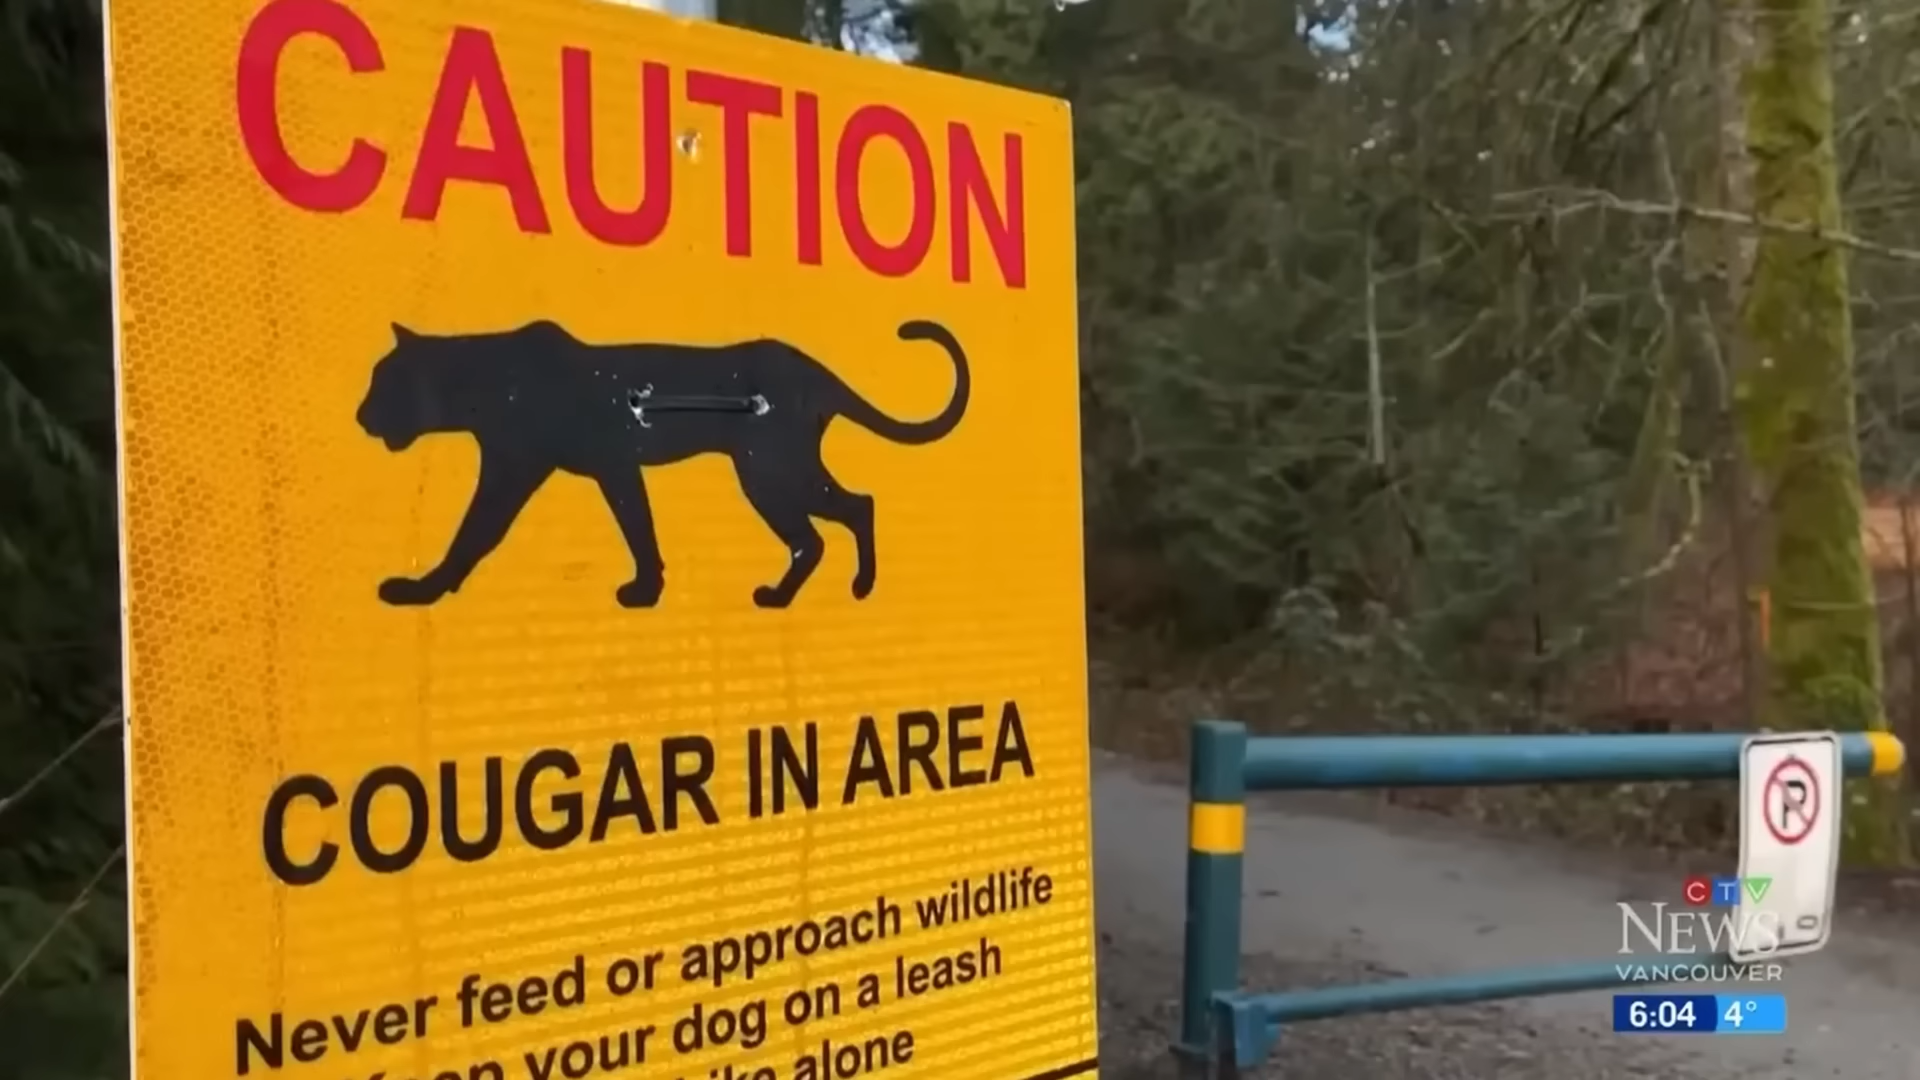 CAUTION
COUGAR IN AREA
Never feed or approach wildlife
Keep your dog on a leash
alone
P
CTV
NEWS
VANCOUVER
6:04 4°